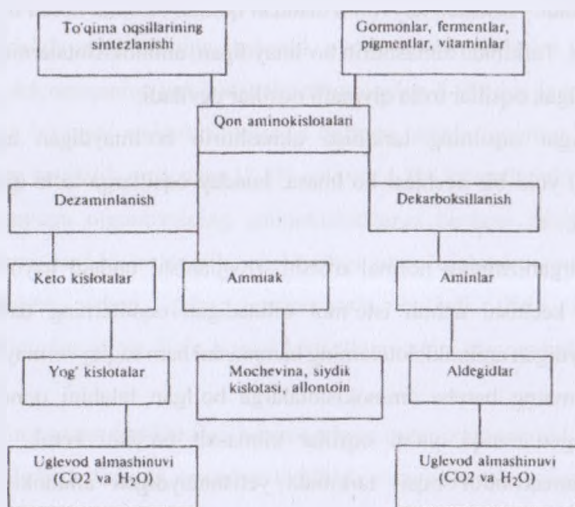 To'qima oqsillarining
sintezlanishi
Gormonlar, fermentlar,
pigmentlar, vitaminlar
Qon aminokislotalari
Dezaminlanish
Dekarboksillanish
Keto kislotalar
Ammiak
Aminlar
Yog' kislotalar
Mochevina, siydik
kislotasi, allontoin
Aldegidlar
Uglevod almashinuvi
(CO2 va H₂O)
Uglevod almashinuvi
(CO2 va H₂O)